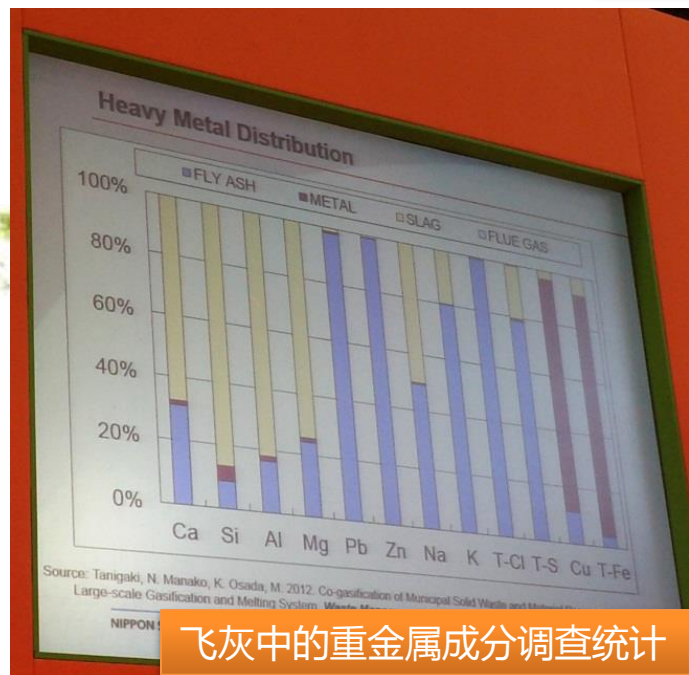 Heavy Metal Distribution
FLY ASH METAL SLAG FLUE GAS
100%
80%
60%
40%
20%
0%
Ca Si Al Mg Pb Zn Na K T-Cl T-S Cu T-Fe
Source: Tanigaki, N. Manako, K. Osada, M. 2012. Co-gasification of Municipal Solid Waste and Material
Large-scale Gasification and Melting System.
NIPPON
飞灰中的重金属成分调查统计